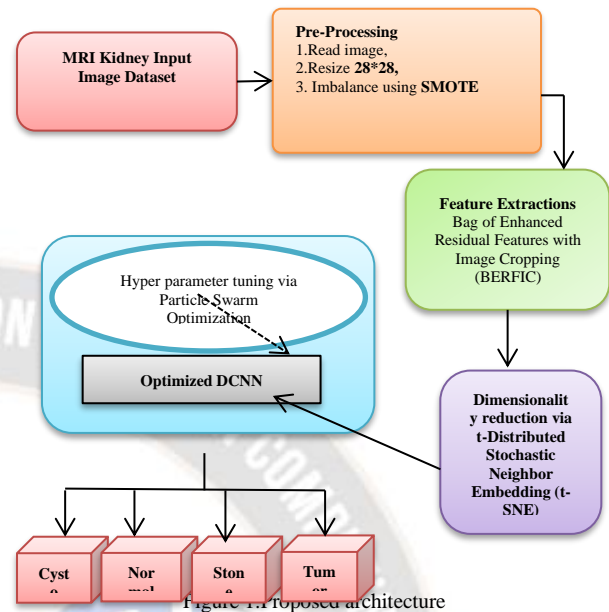 MRI Kidney Input
Image Dataset
Pre-Processing
1.Read image,
2.Resize 28*28,
3. Imbalance using SMOTE
Feature Extractions
Bag of Enhanced
Residual Features with
Image Cropping
(BERFIC)
Hyper parameter tuning via
Particle Swarm
Optimization
Optimized DCNN
Dimensionalit
y reduction via
t-Distributed
Stochastic
Neighbor
Embedding (t-
SNE)
Cyst
Nor
Ston
Tum
Figure 1.Proposed architecture